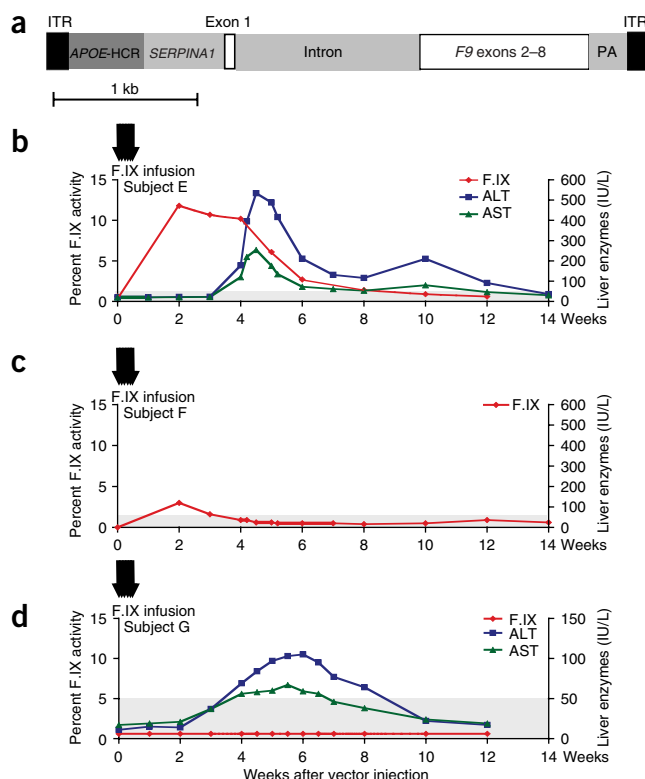 a
ITR
Exon 1
ITR
APOE-HCR
SERPINA1
Intron
F9 exons 2–8
PA
1 kb
b
F.IX infusion
Subject E
F.IX
ALT
AST
Percent F.IX activity
15
10
5
0
600
500
400
300
200
100
0
Liver enzymes (IU/L)
0 2 4 6 8 10 12 14 Weeks
c
F.IX infusion
Subject F
F.IX
Percent F.IX activity
15
10
5
0
600
500
400
300
200
100
0
Liver enzymes (IU/L)
0 2 4 6 8 10 12 14 Weeks
d
F.IX infusion
Subject G
F.IX
ALT
AST
Percent F.IX activity
15
10
5
0
150
100
50
0
Liver enzymes (IU/L)
0 2 4 6 8 10 12 14 Weeks
Weeks after vector injection